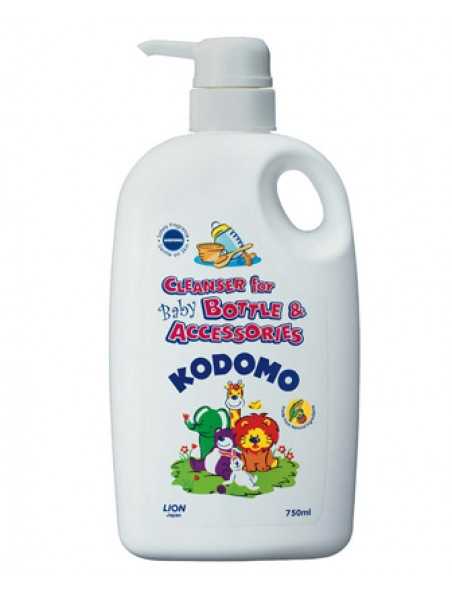 CLEANSER for
Baby BOTTLE &
ACCESSORIES
KODOMO
LION
Japan
750ml